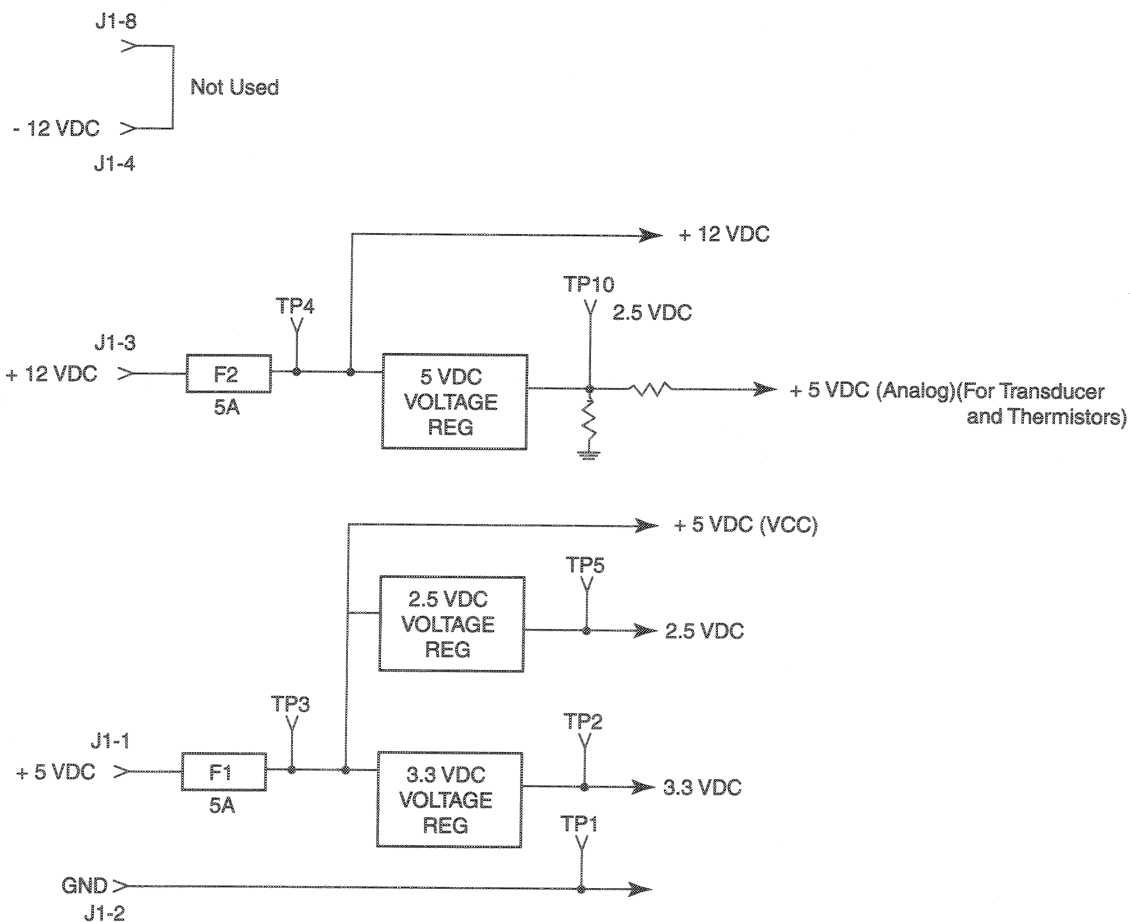 J1-8
Not Used
- 12 VDC
J1-4
+ 12 VDC
TP10
2.5 VDC
TP4
J1-3
+ 12 VDC
F2
5A
5 VDC
VOLTAGE
REG
+ 5 VDC (Analog)(For Transducer
and Thermistors)
+ 5 VDC (VCC)
TP5
2.5 VDC
VOLTAGE
REG
2.5 VDC
TP3
TP2
J1-1
+ 5 VDC
F1
5A
3.3 VDC
VOLTAGE
REG
3.3 VDC
TP1
GND
J1-2